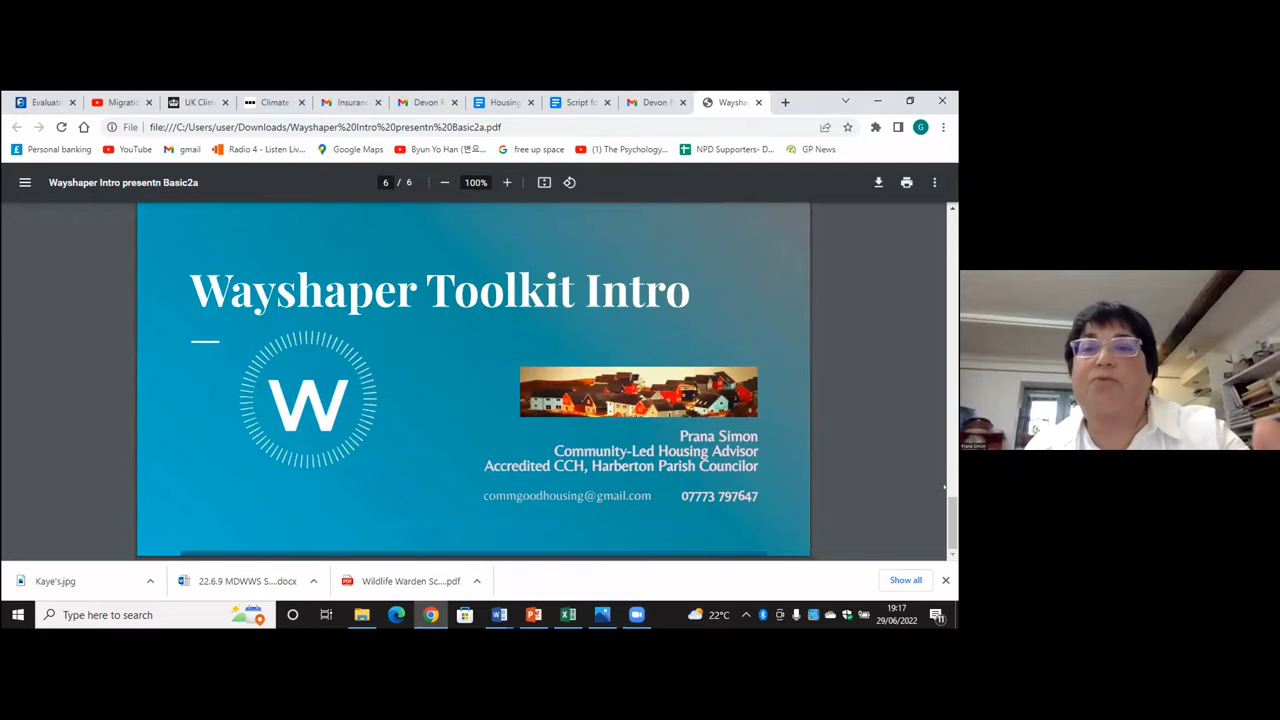 Evaluati
Migratio
UK Clim
Climate
Insuranc
Devon R
Housing
Script fo
Devon R
Waysha
File
file:///C:/Users/user/Downloads/Wayshaper%20Intro%20presentn%20Basic2a.pdf
G
Personal banking
YouTube
gmail
Radio 4 - Listen Liv...
Google Maps
Byun Yo Han (변요...
free up space
(1) The Psychology...
NPD Supporters- D...
GP News
Wayshaper Intro presentn Basic2a
6 / 6
100%
Wayshaper Toolkit Intro
W
Prana Simon
Community-Led Housing Advisor
Accredited CCH, Harberton Parish Councilor
commgoodhousing@gmail.com 07773 797647
Prana Simon
Kaye's.jpg
22.6.9 MDWWS S....docx
Wildlife Warden Sc....pdf
Show all
Type here to search
22°C
19:17
29/06/2022